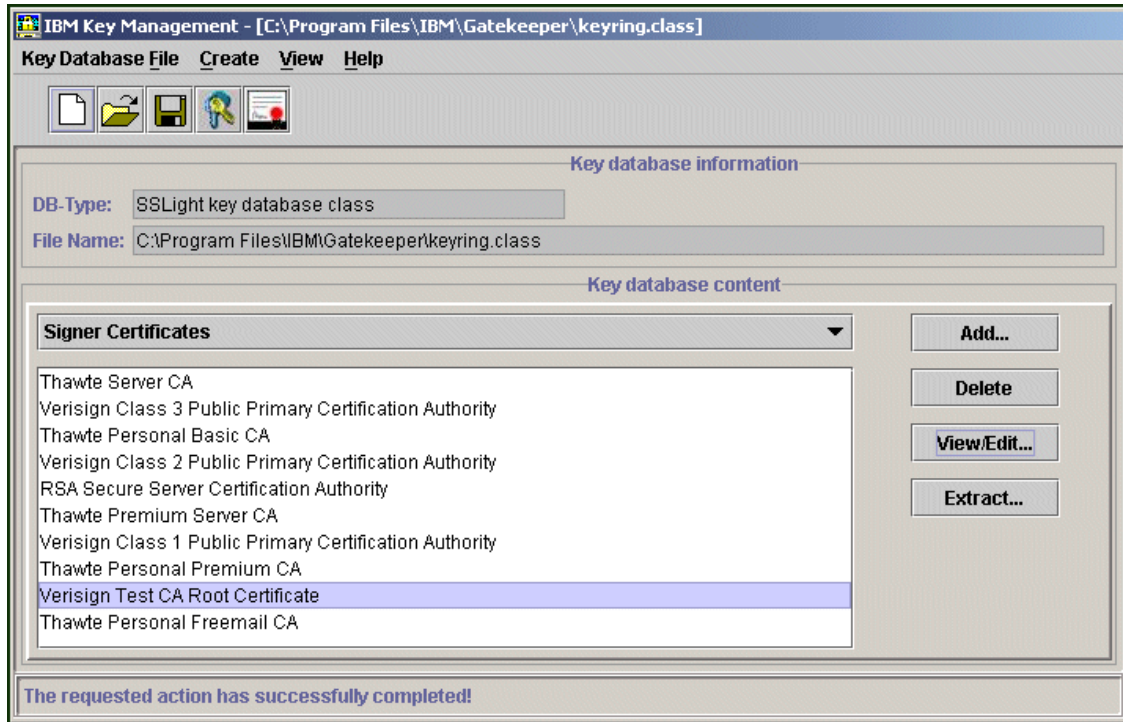 IBM Key Management - [C:\Program Files\IBM\Gatekeeper\keyring.class]
Key Database File Create View Help
Key database information
DB-Type: SSLight key database class
File Name: C:\Program Files\IBM\Gatekeeper\keyring.class
Key database content
Signer Certificates
Add...
Thawte Server CA
Delete
Verisign Class 3 Public Primary Certification Authority
Thawte Personal Basic CA
View/Edit...
Verisign Class 2 Public Primary Certification Authority
RSA Secure Server Certification Authority
Extract...
Thawte Premium Server CA
Verisign Class 1 Public Primary Certification Authority
Thawte Personal Premium CA
Verisign Test CA Root Certificate
Thawte Personal Freemail CA
The requested action has successfully completed!